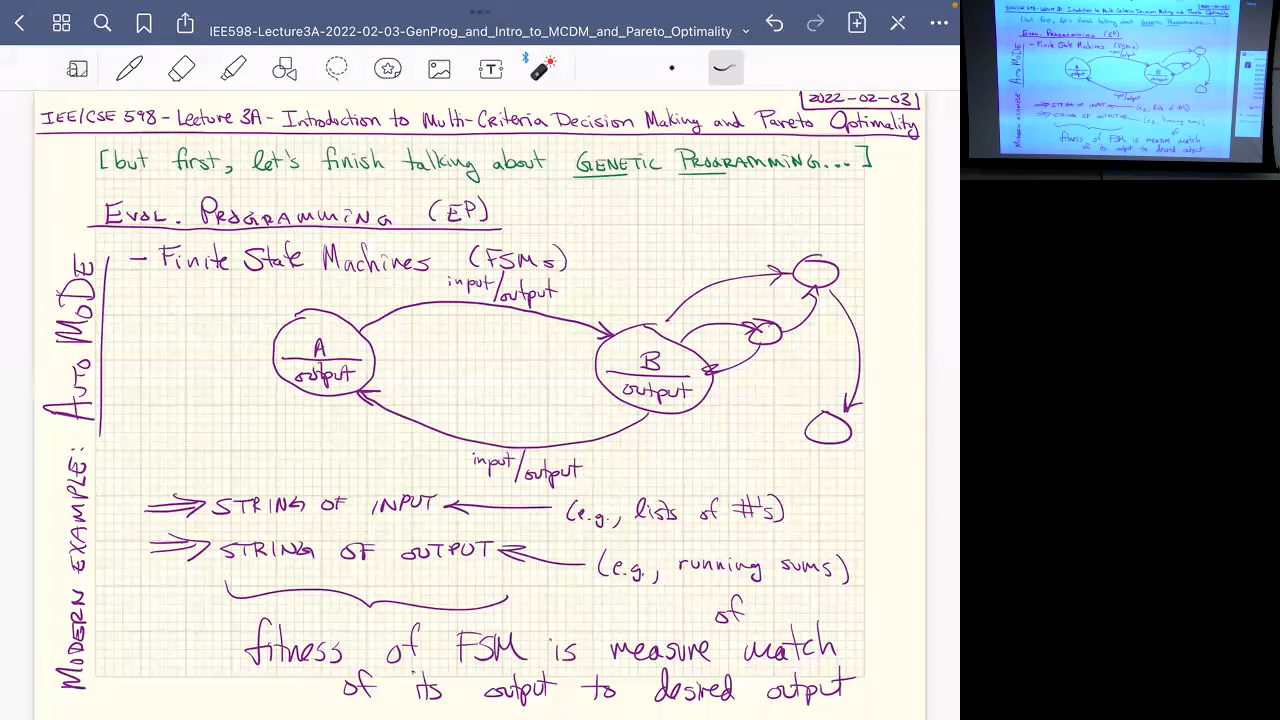 IEE598-Lecture3A-2022-02-03-GenProg_and_Intro_to_MCDM_and_Pareto_Optimality
2022-02-03
IEE/CSE 598 - Lecture 3A - Introduction to Multi-Criteria Decision Making and Pareto Optimality
[but first, let's finish talking about GENETIC PROGRAMMING...]
EVOL. PROGRAMMING (EP)
- Finite State Machines (FSMs)
input/output
A
output
B
output
input/output
⇒ STRING OF INPUT ← (e.g., lists of #'s)
⇒ STRING OF OUTPUT ← (e.g., running sums)
of
fitness of FSM is measure match
of its output to desired output
MODERN EXAMPLE: AUTO MODE